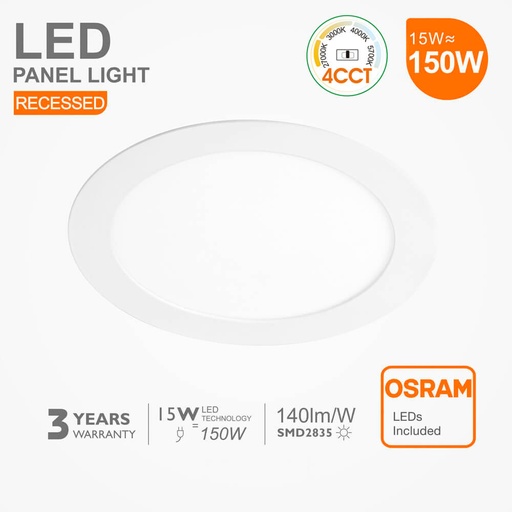 LED
PANEL LIGHT
RECESSED
27000K 3000K 4000K 5700K
4CCT
15W≈
150W
3 YEARS
WARRANTY
15W LED
TECHNOLOGY
= 150W
140lm/W
SMD2835
OSRAM
LEDs
Included